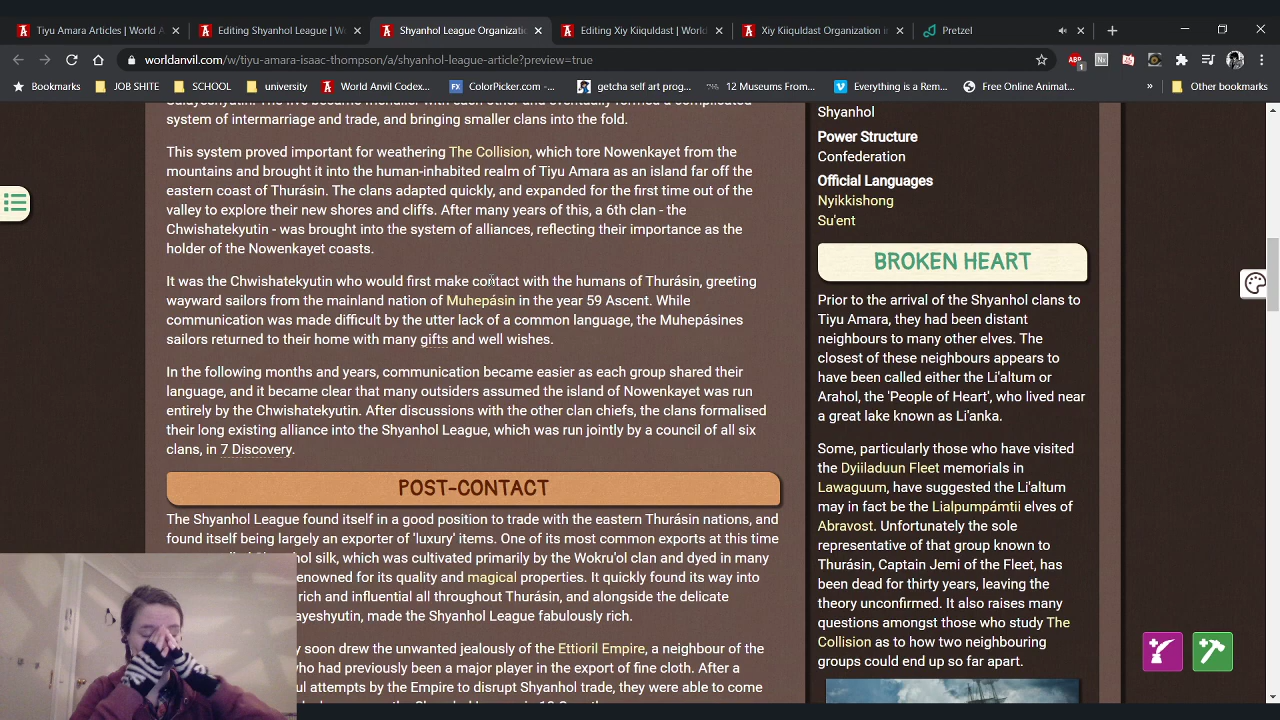 Tiyu Amara Articles | World A
Editing Shyanhol League | W
Shyanhol League Organizatio
Editing Xiy Kiiquldast | World
Xiy Kiiquldast Organization in
Pretzel
worldanvil.com/w/tiyu-amara-isaac-thompson/a/shyanhol-league-article?preview=true
ABP
1
Bookmarks
JOB SHITE
SCHOOL
university
World Anvil Codex...
FX
ColorPicker.com -...
getcha self art prog...
12 Museums From...
Everything is a Rem...
Free Online Animat...
»
Other bookmarks
system of intermarriage and trade, and bringing smaller clans into the fold.
This system proved important for weathering The Collision, which tore Nowenkayet from the
mountains and brought it into the human-inhabited realm of Tiyu Amara as an island far off the
eastern coast of Thurásin. The clans adapted quickly, and expanded for the first time out of the
valley to explore their new shores and cliffs. After many years of this, a 6th clan - the
Chwishatekyutin - was brought into the system of alliances, reflecting their importance as the
holder of the Nowenkayet coasts.
It was the Chwishatekyutin who would first make contact with the humans of Thurásin, greeting
wayward sailors from the mainland nation of Muhepásin in the year 59 Ascent. While
communication was made difficult by the utter lack of a common language, the Muhepásines
sailors returned to their home with many gifts and well wishes.
In the following months and years, communication became easier as each group shared their
language, and it became clear that many outsiders assumed the island of Nowenkayet was run
entirely by the Chwishatekyutin. After discussions with the other clan chiefs, the clans formalised
their long existing alliance into the Shyanhol League, which was run jointly by a council of all six
clans, in 7 Discovery.
POST-CONTACT
The Shyanhol League found itself in a good position to trade with the eastern Thurásin nations, and
found itself being largely an exporter of 'luxury' items. One of its most common exports at this time
silk, which was cultivated primarily by the Wokru'ol clan and dyed in many
enowned for its quality and magical properties. It quickly found its way into
rich and influential all throughout Thurásin, and alongside the delicate
ayeshyutin, made the Shyanhol League fabulously rich.
y soon drew the unwanted jealously of the Ettioril Empire, a neighbour of the
who had previously been a major player in the export of fine cloth. After a
ul attempts by the Empire to disrupt Shyanhol trade, they were able to come
Shyanhol
Power Structure
Confederation
Official Languages
Nyikkishong
Su'ent
BROKEN HEART
Prior to the arrival of the Shyanhol clans to
Tiyu Amara, they had been distant
neighbours to many other elves. The
closest of these neighbours appears to
have been called either the Li'altum or
Arahol, the 'People of Heart', who lived near
a great lake known as Li'anka.
Some, particularly those who have visited
the Dyiiladuun Fleet memorials in
Lawaguum, have suggested the Li'altum
may in fact be the Lialpumpámtii elves of
Abravost. Unfortunately the sole
representative of that group known to
Thurásin, Captain Jemi of the Fleet, has
been dead for thirty years, leaving the
theory unconfirmed. It also raises many
questions amongst those who study The
Collision as to how two neighbouring
groups could end up so far apart.